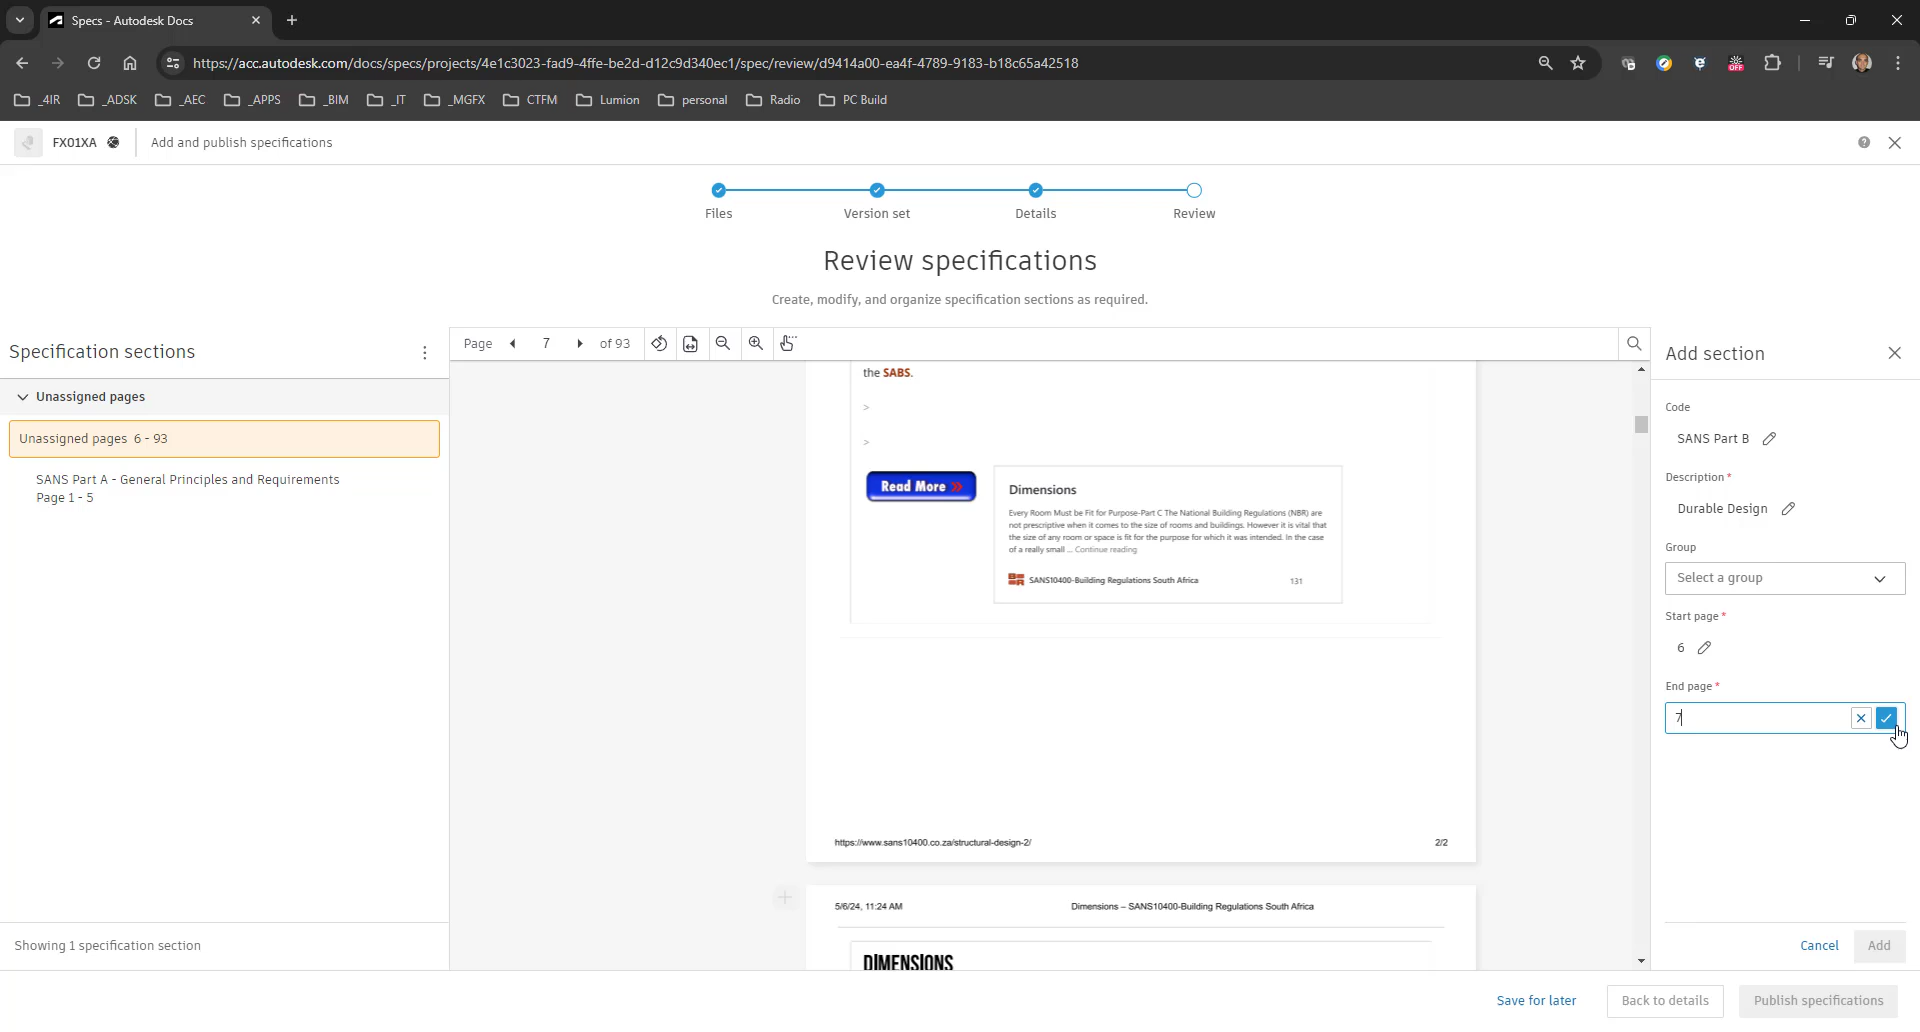 Specs - Autodesk Docs
https://acc.autodesk.com/docs/specs/projects/4e1c3023-fad9-4ffe-be2d-d12c9d340ec1/spec/review/d9414a00-ea4f-4789-9183-b18c65a42518
OFF
_4IR
_ADSK
_AEC
_APPS
_BIM
_IT
_MGFX
CTFM
Lumion
personal
Radio
PC Build
FX01XA
Add and publish specifications
Files
Version set
Details
Review
Review specifications
Create, modify, and organize specification sections as required.
Specification sections
Unassigned pages
Unassigned pages 6 - 93
SANS Part A - General Principles and Requirements
Page 1 - 5
Showing 1 specification section
Page 7 of 93
the SABS.
>
>
Read More »
Dimensions
Every Room Must be Fit for Purpose-Part C The National Building Regulations (NBR) are
not prescriptive when it comes to the size of rooms and buildings. However it is vital that
the size of any room or space is fit for the purpose for which it was intended. In the case
of a really small ... Continue reading
SANS10400-Building Regulations South Africa
131
https://www.sans10400.co.za/structural-design-2/
2/2
5/6/24, 11:24 AM
Dimensions – SANS10400-Building Regulations South Africa
DIMENSIONS
Add section
Code
SANS Part B
Description *
Durable Design
Group
Select a group
Start page *
6
End page *
7
Cancel
Add
Save for later
Back to details
Publish specifications